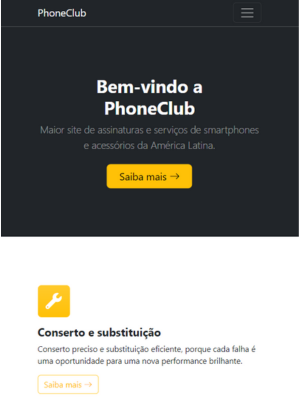 PhoneClub
Bem-vindo a
PhoneClub
Maior site de assinaturas e serviços de smartphones
e acessórios da América Latina.
Saiba mais →
Conserto e substituição
Conserto preciso e substituição eficiente, porque cada falha é
uma oportunidade para uma nova performance brilhante.
Saiba mais →